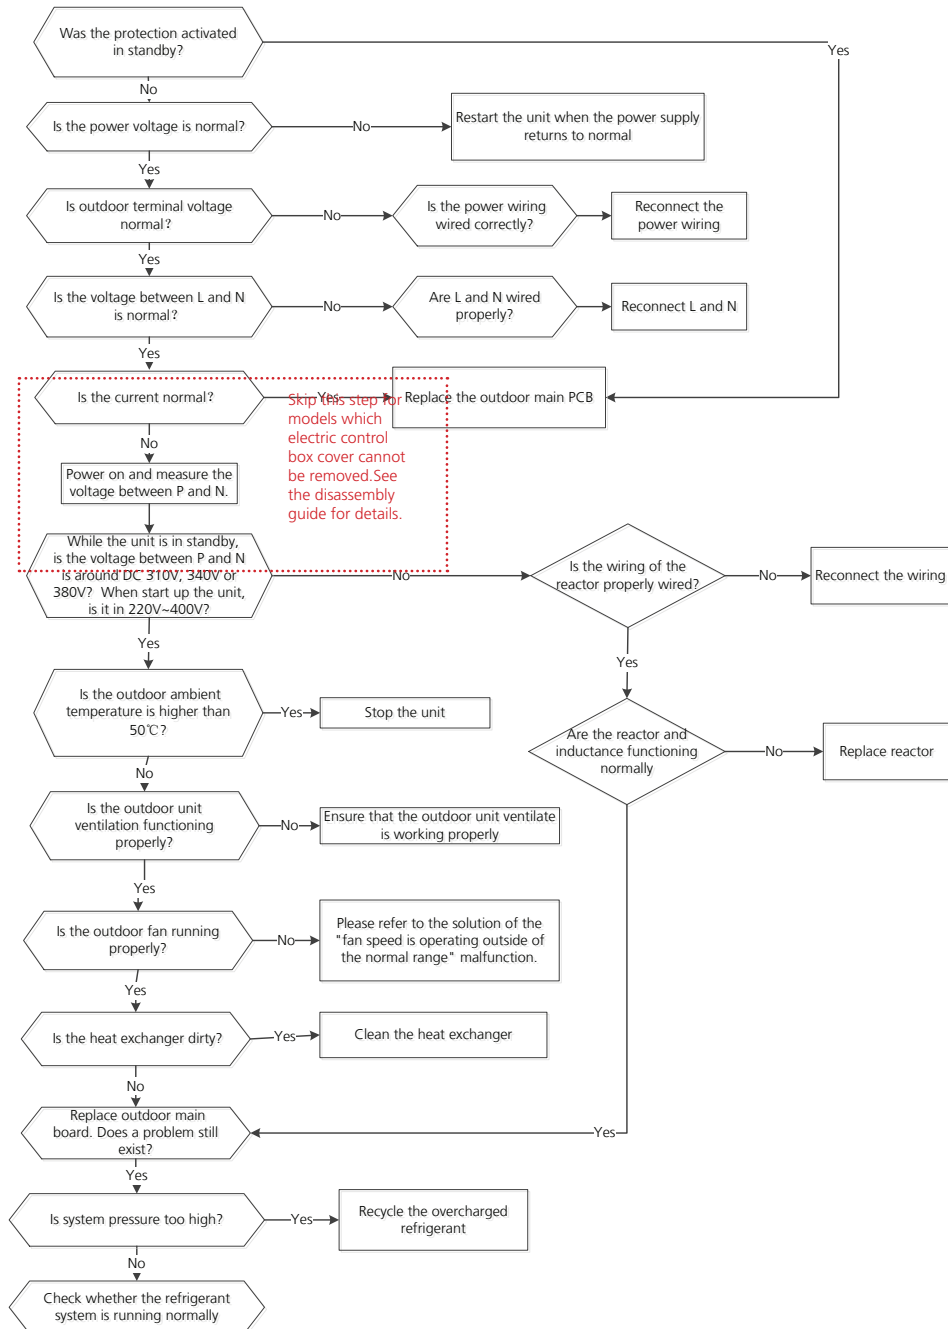 Was the protection activated
in standby?
Yes
No
Is the power voltage is normal?
No
Restart the unit when the power supply
returns to normal
Yes
Is outdoor terminal voltage
normal?
No
Is the power wiring
wired correctly?
Reconnect the
power wiring
Yes
Is the voltage between L and N
is normal?
No
Are L and N wired
properly?
Reconnect L and N
Yes
Is the current normal?
Yes
Replace the outdoor main PCB
Skip this step for
models which
electric control
box cover cannot
be removed.See
the disassembly
guide for details.
No
Power on and measure the
voltage between P and N.
While the unit is in standby,
is the voltage between P and N
is around DC 310V, 340V or
380V? When start up the unit,
is it in 220V~400V?
No
Is the wiring of the
reactor properly wired?
No
Reconnect the wiring
Yes
Yes
Is the outdoor ambient
temperature is higher than
50℃?
Yes
Stop the unit
Are the reactor and
inductance functioning
normally
No
Replace reactor
No
Is the outdoor unit
ventilation functioning
properly?
No
Ensure that the outdoor unit ventilate
is working properly
Yes
Is the outdoor fan running
properly?
No
Please refer to the solution of the
"fan speed is operating outside of
the normal range" malfunction.
Yes
Is the heat exchanger dirty?
Yes
Clean the heat exchanger
No
Replace outdoor main
board. Does a problem still
exist?
Yes
Yes
Is system pressure too high?
Yes
Recycle the overcharged
refrigerant
No
Check whether the refrigerant
system is running normally